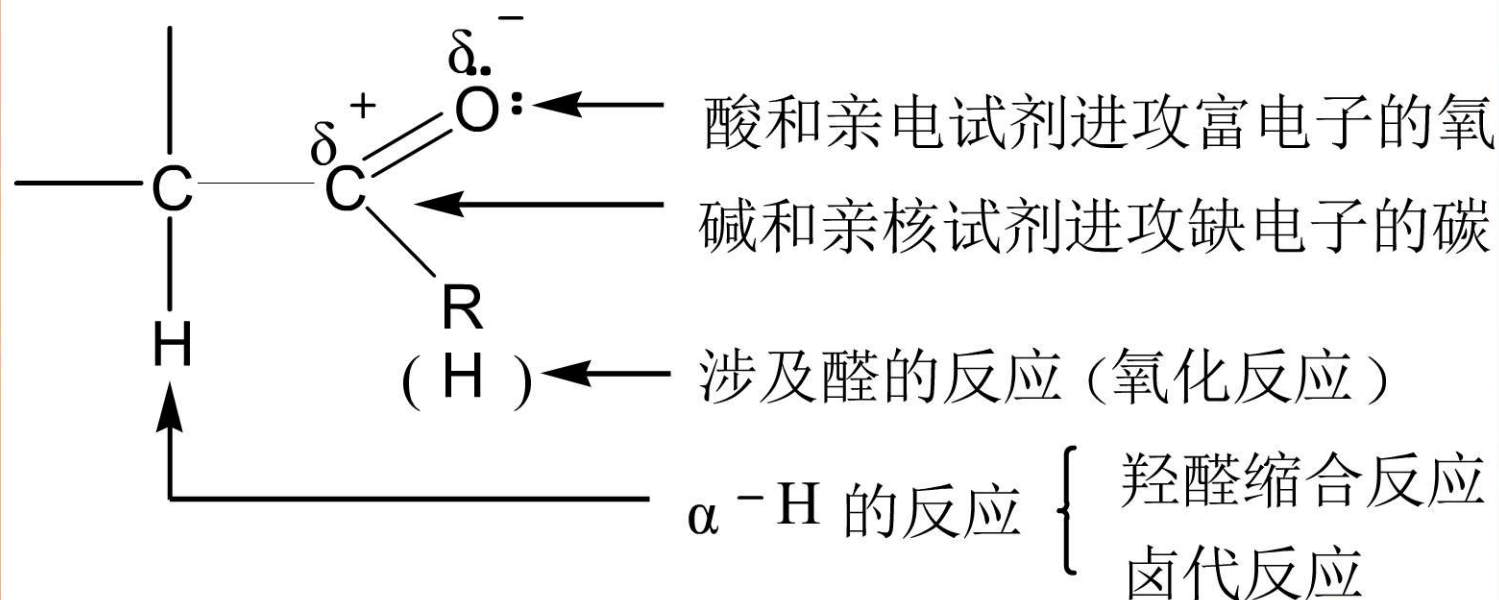 δ −
δ + O: 酸和亲电试剂进攻富电子的氧
C C 碱和亲核试剂进攻缺电子的碳
R
H ( H ) 涉及醛的反应（氧化反应）
α－H 的反应 { 羟醛缩合反应
卤代反应